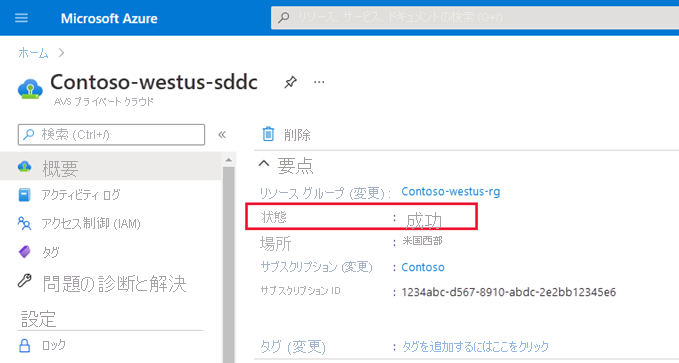 Microsoft Azure
リソース、サービス、ドキュメントの検索 (G+/)
ホーム
Contoso-westus-sddc
AVS プライベート クラウド
検索 (Ctrl+/)
削除
概要
要点
アクティビティ ログ
リソース グループ (変更) : Contoso-westus-rg
アクセス制御 (IAM)
状態 : 成功
場所 : 米国西部
タグ
サブスクリプション (変更) : Contoso
問題の診断と解決
サブスクリプション ID : 1234abc-d567-8910-abdc-2e2bb12345e6
設定
ロック
タグ (変更) : タグを追加するにはここをクリック